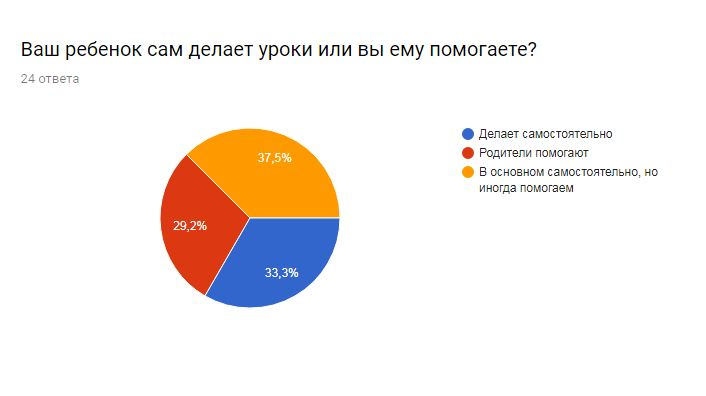 Ваш ребенок сам делает уроки или вы ему помогаете?
24 ответа
37,5%
29,2%
33,3%
Делает самостоятельно
Родители помогают
В основном самостоятельно, но
иногда помогаем